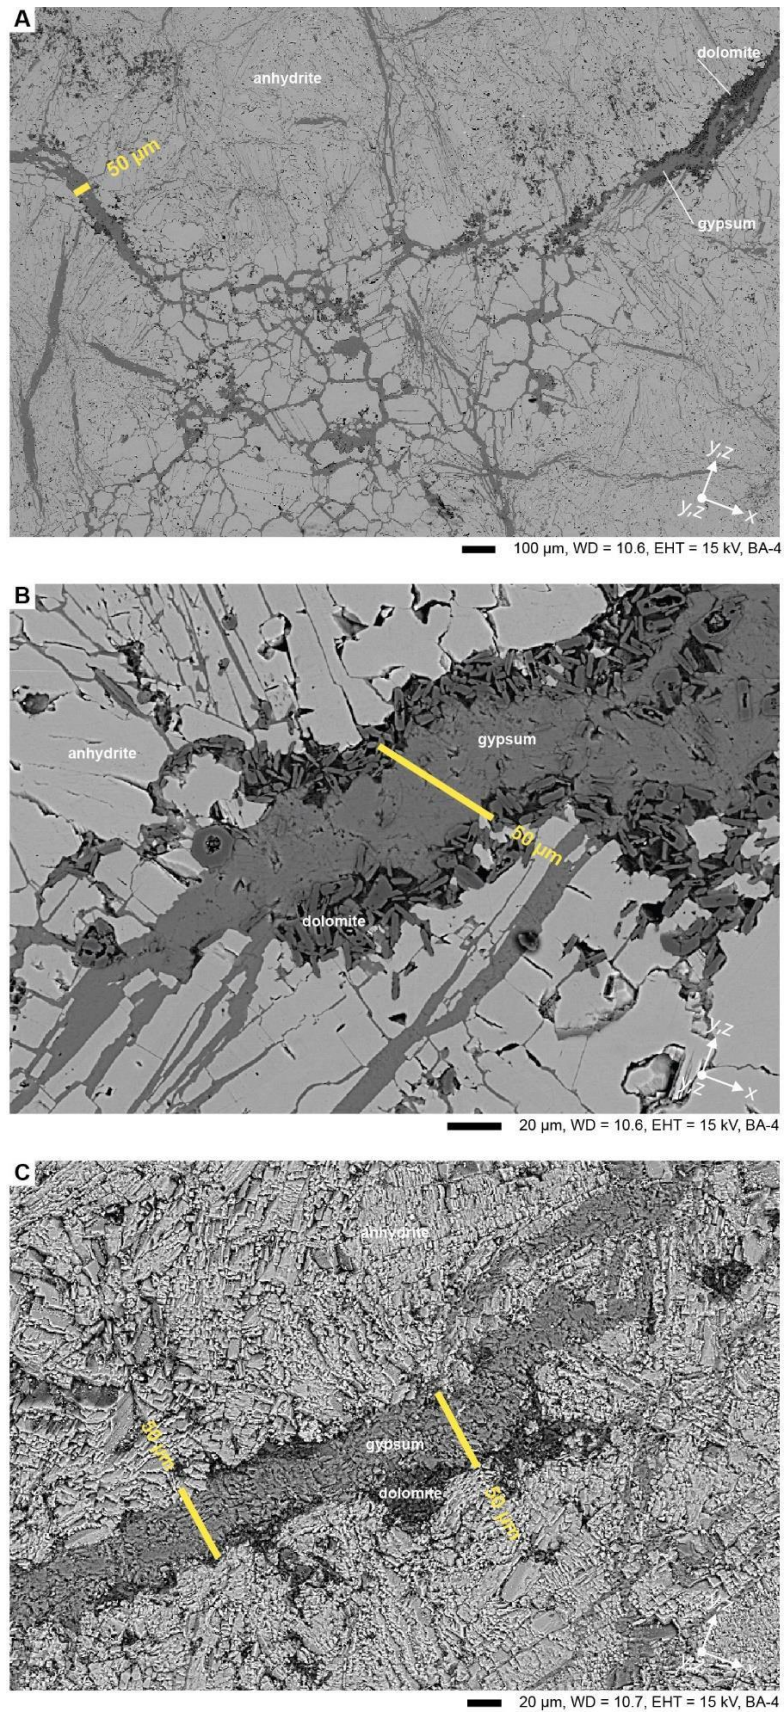 A
dolomite
anhydrite
50 µm
gypsum
y,z
y,z
x
100 µm, WD = 10.6, EHT = 15 kV, BA-4
B
gypsum
anhydrite
50 µm
dolomite
y,z
y,z
x
20 µm, WD = 10.6, EHT = 15 kV, BA-4
C
anhydrite
50 µm
gypsum
dolomite
50 µm
20 µm, WD = 10.7, EHT = 15 kV, BA-4